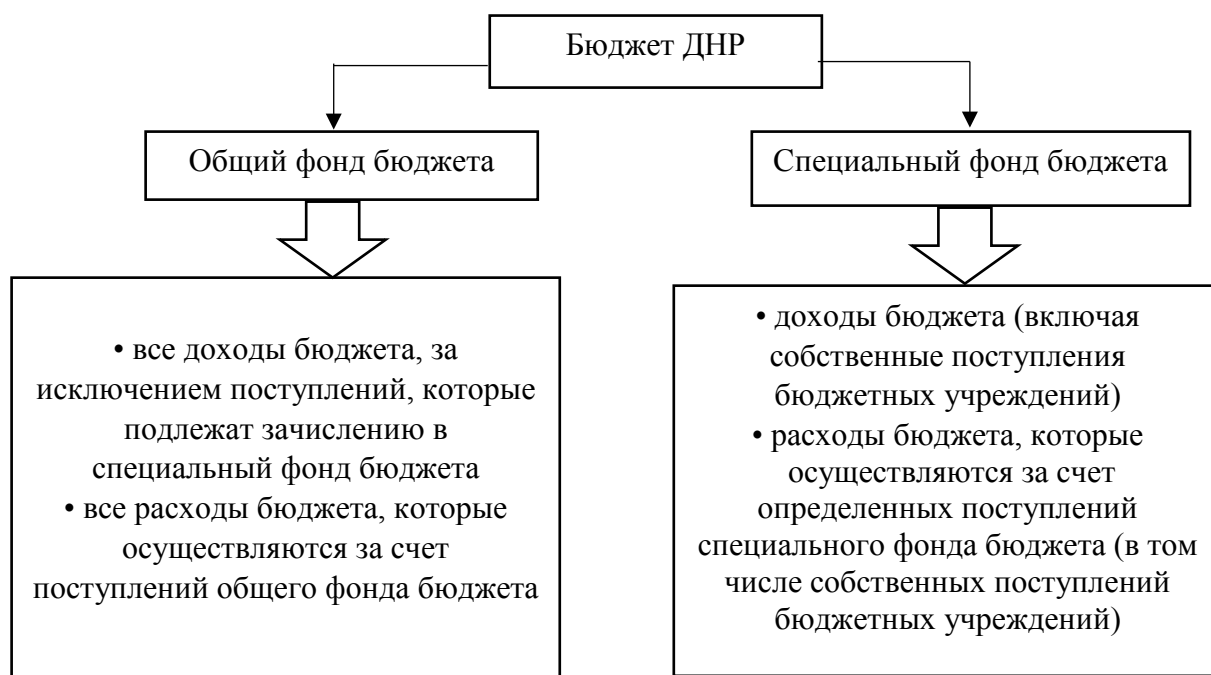 Бюджет ДНР
Общий фонд бюджета
Специальный фонд бюджета
• все доходы бюджета, за
исключением поступлений, которые
подлежат зачислению в
специальный фонд бюджета
• все расходы бюджета, которые
осуществляются за счет
поступлений общего фонда бюджета
• доходы бюджета (включая
собственные поступления
бюджетных учреждений)
• расходы бюджета, которые
осуществляются за счет
определенных поступлений
специального фонда бюджета (в том
числе собственных поступлений
бюджетных учреждений)